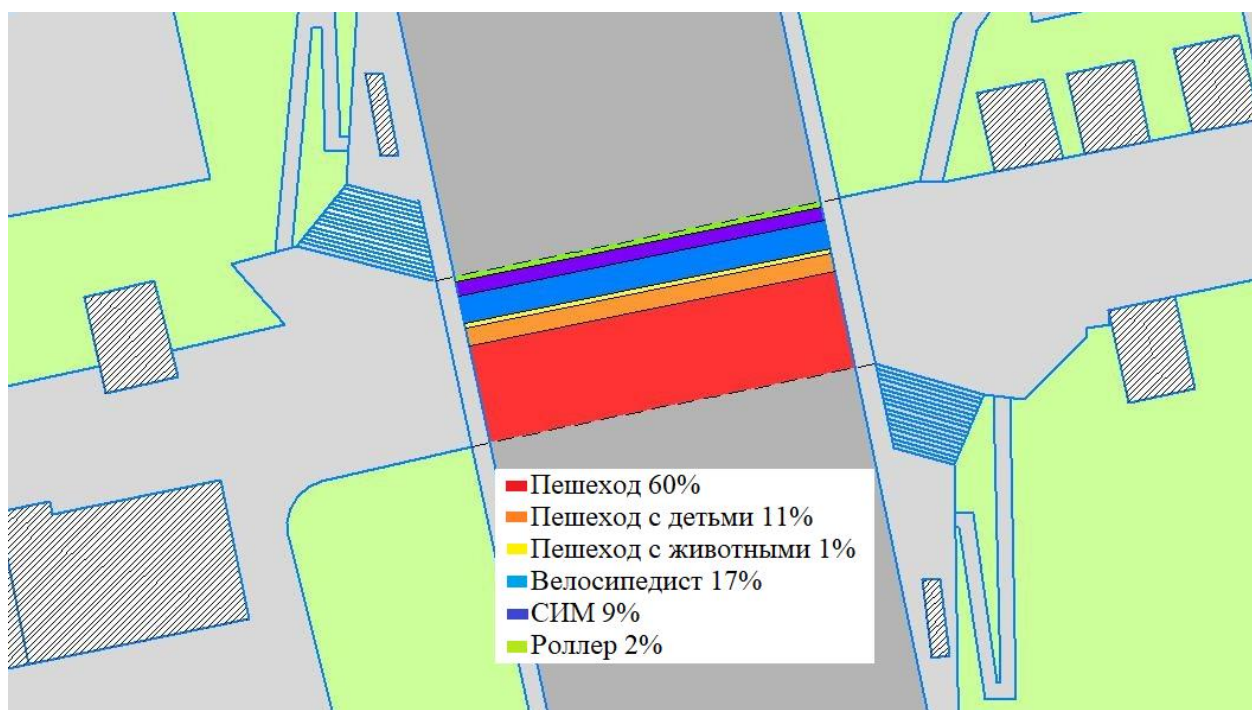 Пешеход 60%
Пешеход с детьми 11%
Пешеход с животными 1%
Велосипедист 17%
СИМ 9%
Роллер 2%